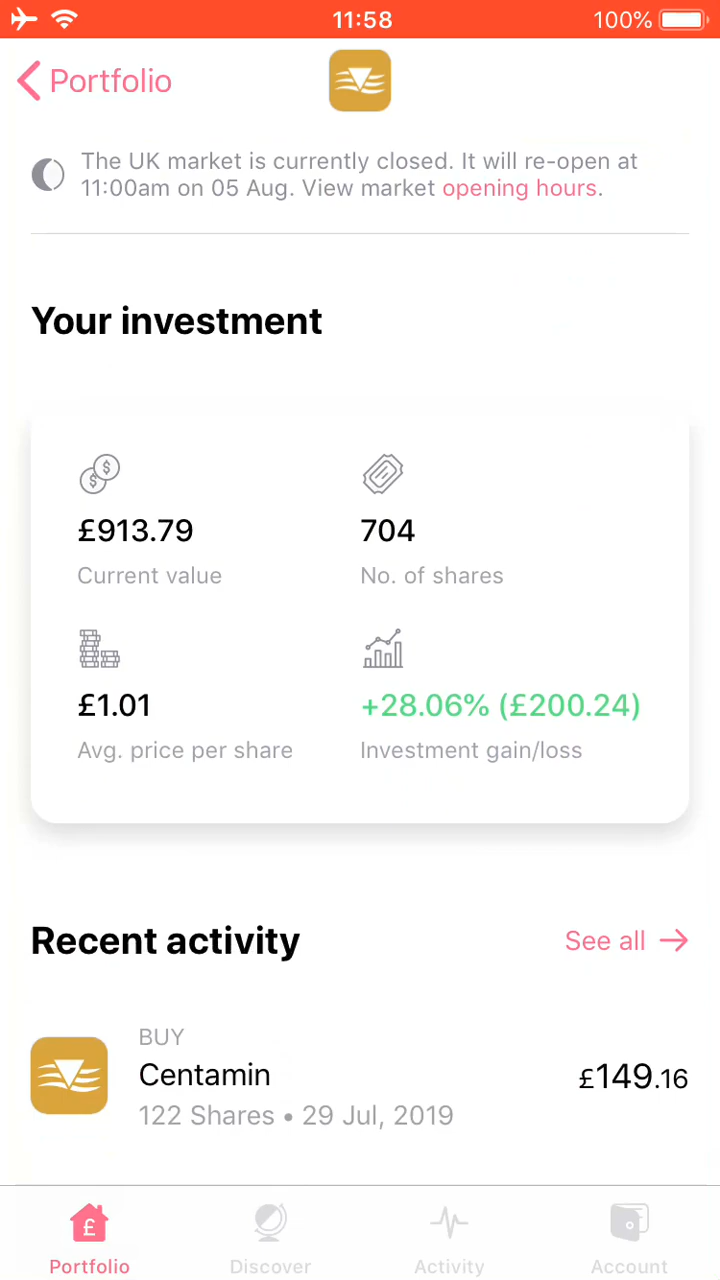 11:58
100%
Portfolio
The UK market is currently closed. It will re-open at
11:00am on 05 Aug. View market opening hours.
Your investment
£913.79
704
Current value
No. of shares
£1.01
+28.06% (£200.24)
Avg. price per share
Investment gain/loss
Recent activity
See all
BUY
Centamin
£149.16
122 Shares • 29 Jul, 2019
Portfolio
Discover
Activity
Account